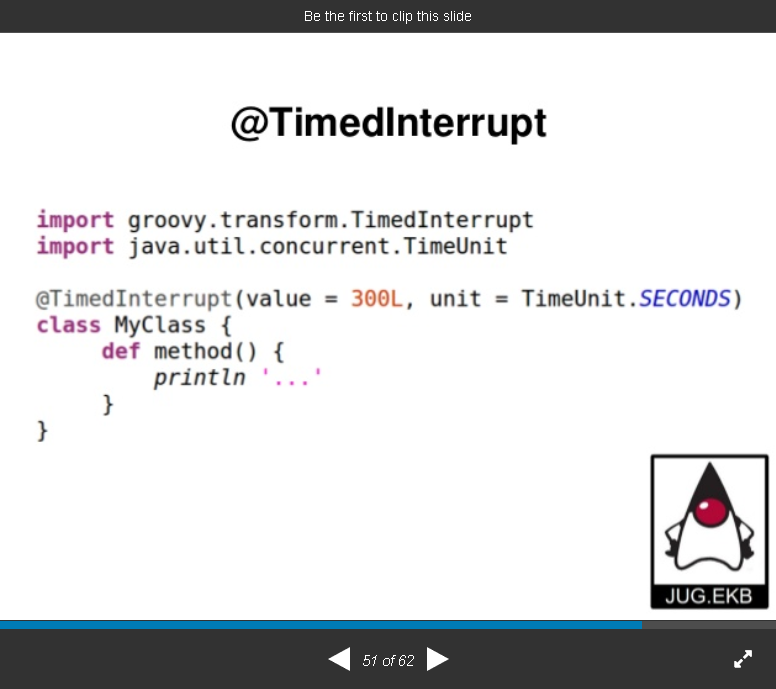 Be the first to clip this slide
@TimedInterrupt
import groovy.transform.TimedInterrupt
import java.util.concurrent.TimeUnit
@TimedInterrupt(value = 300L, unit = TimeUnit.SECONDS)
class MyClass {
def method() {
println '...'
}
}
JUG.EKB
51 of 62